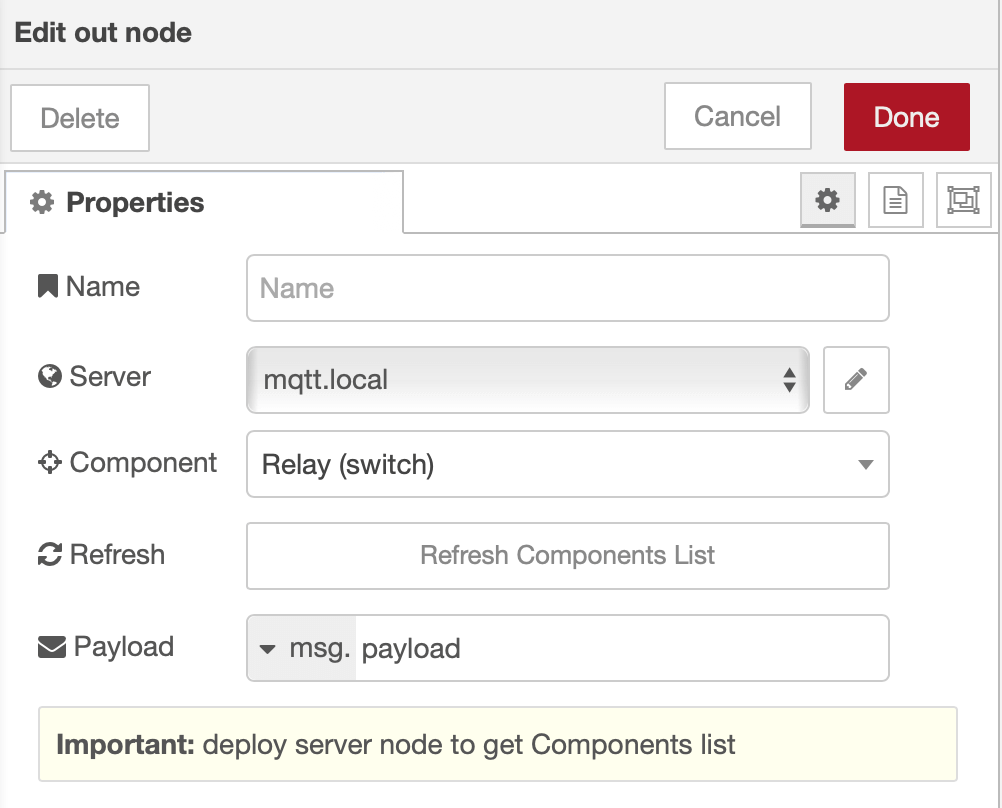 Edit out node
Delete
Cancel
Done
Properties
Name
Name
Server
mqtt.local
Component
Relay (switch)
Refresh
Refresh Components List
Payload
msg. payload
Important: deploy server node to get Components list